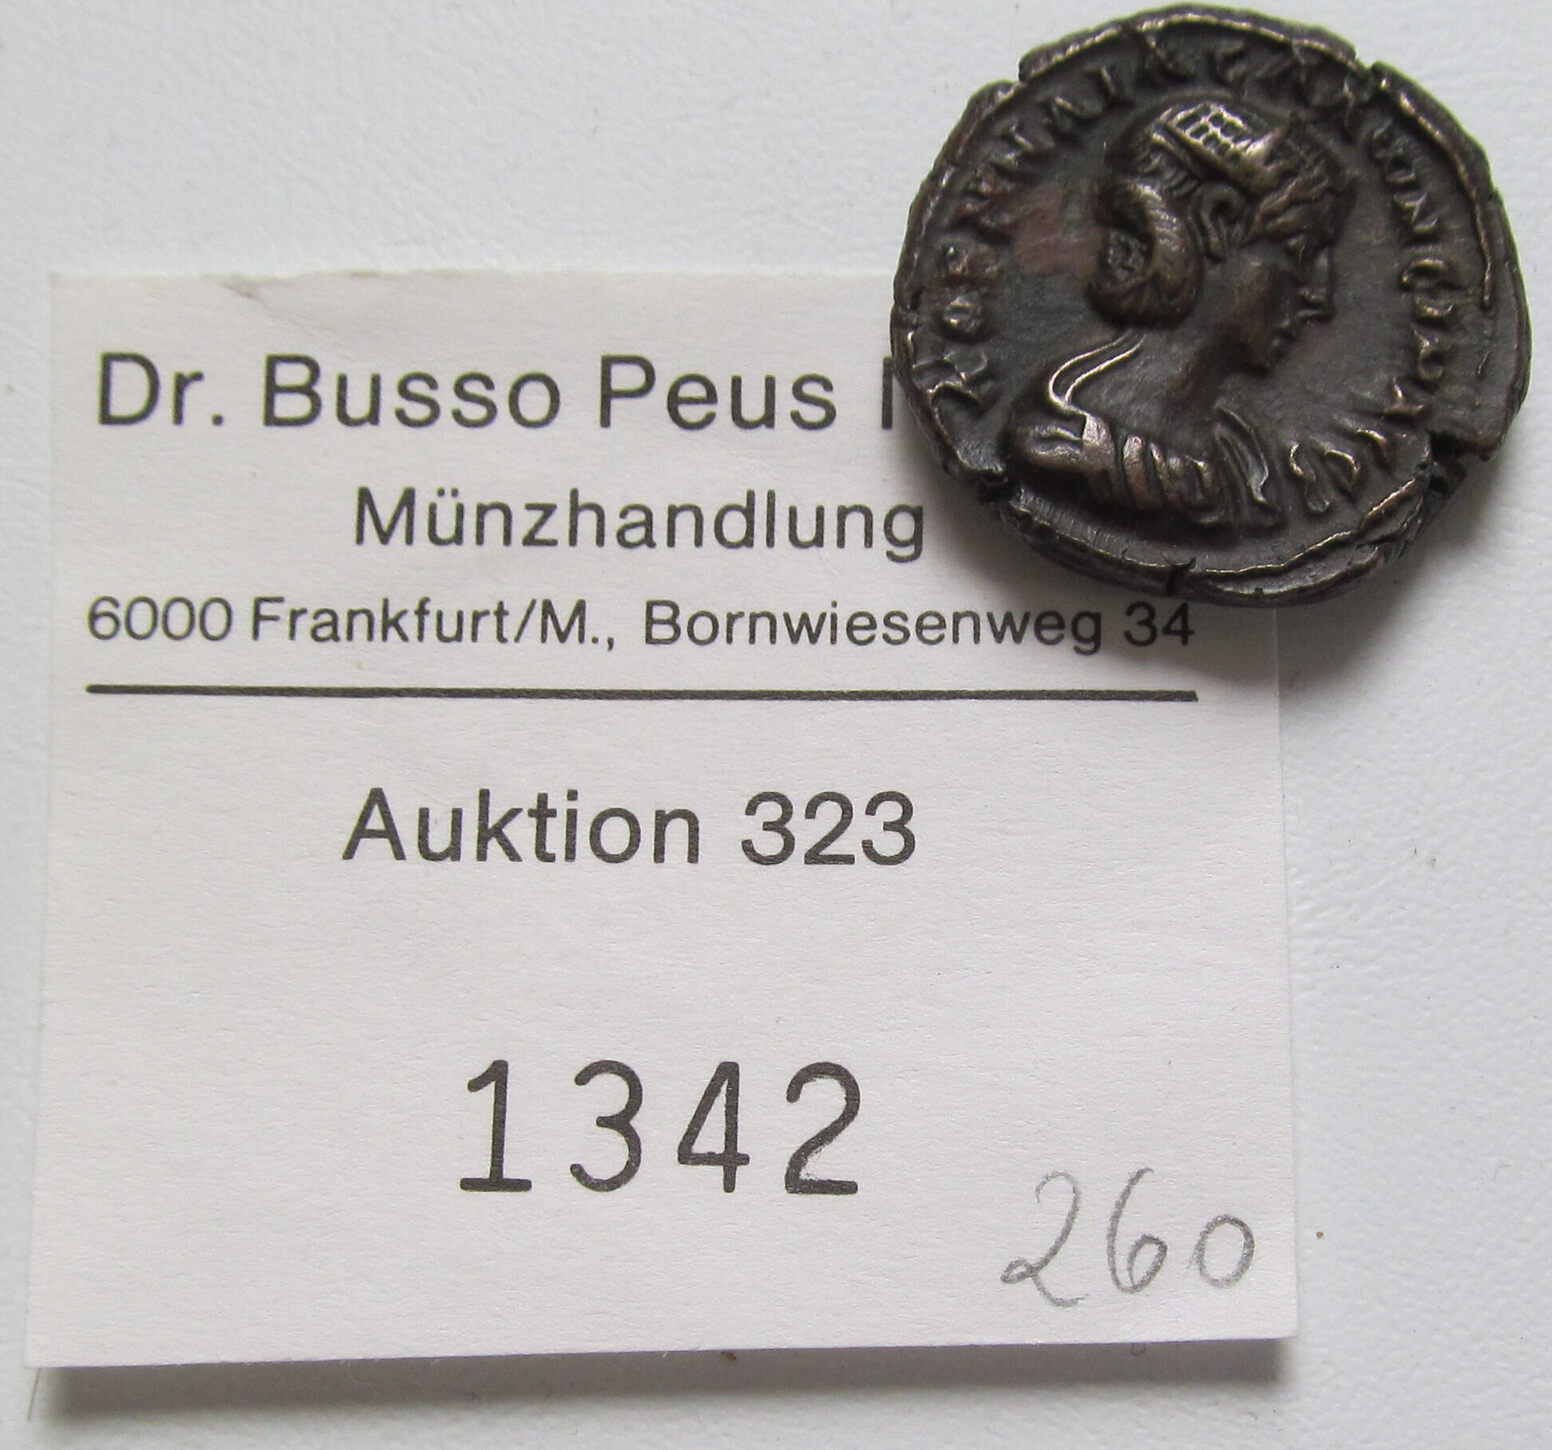 Dr. Busso Peus
Münzhandlung
6000 Frankfurt/M., Bornwiesenweg 34
Auktion 323
1342
260